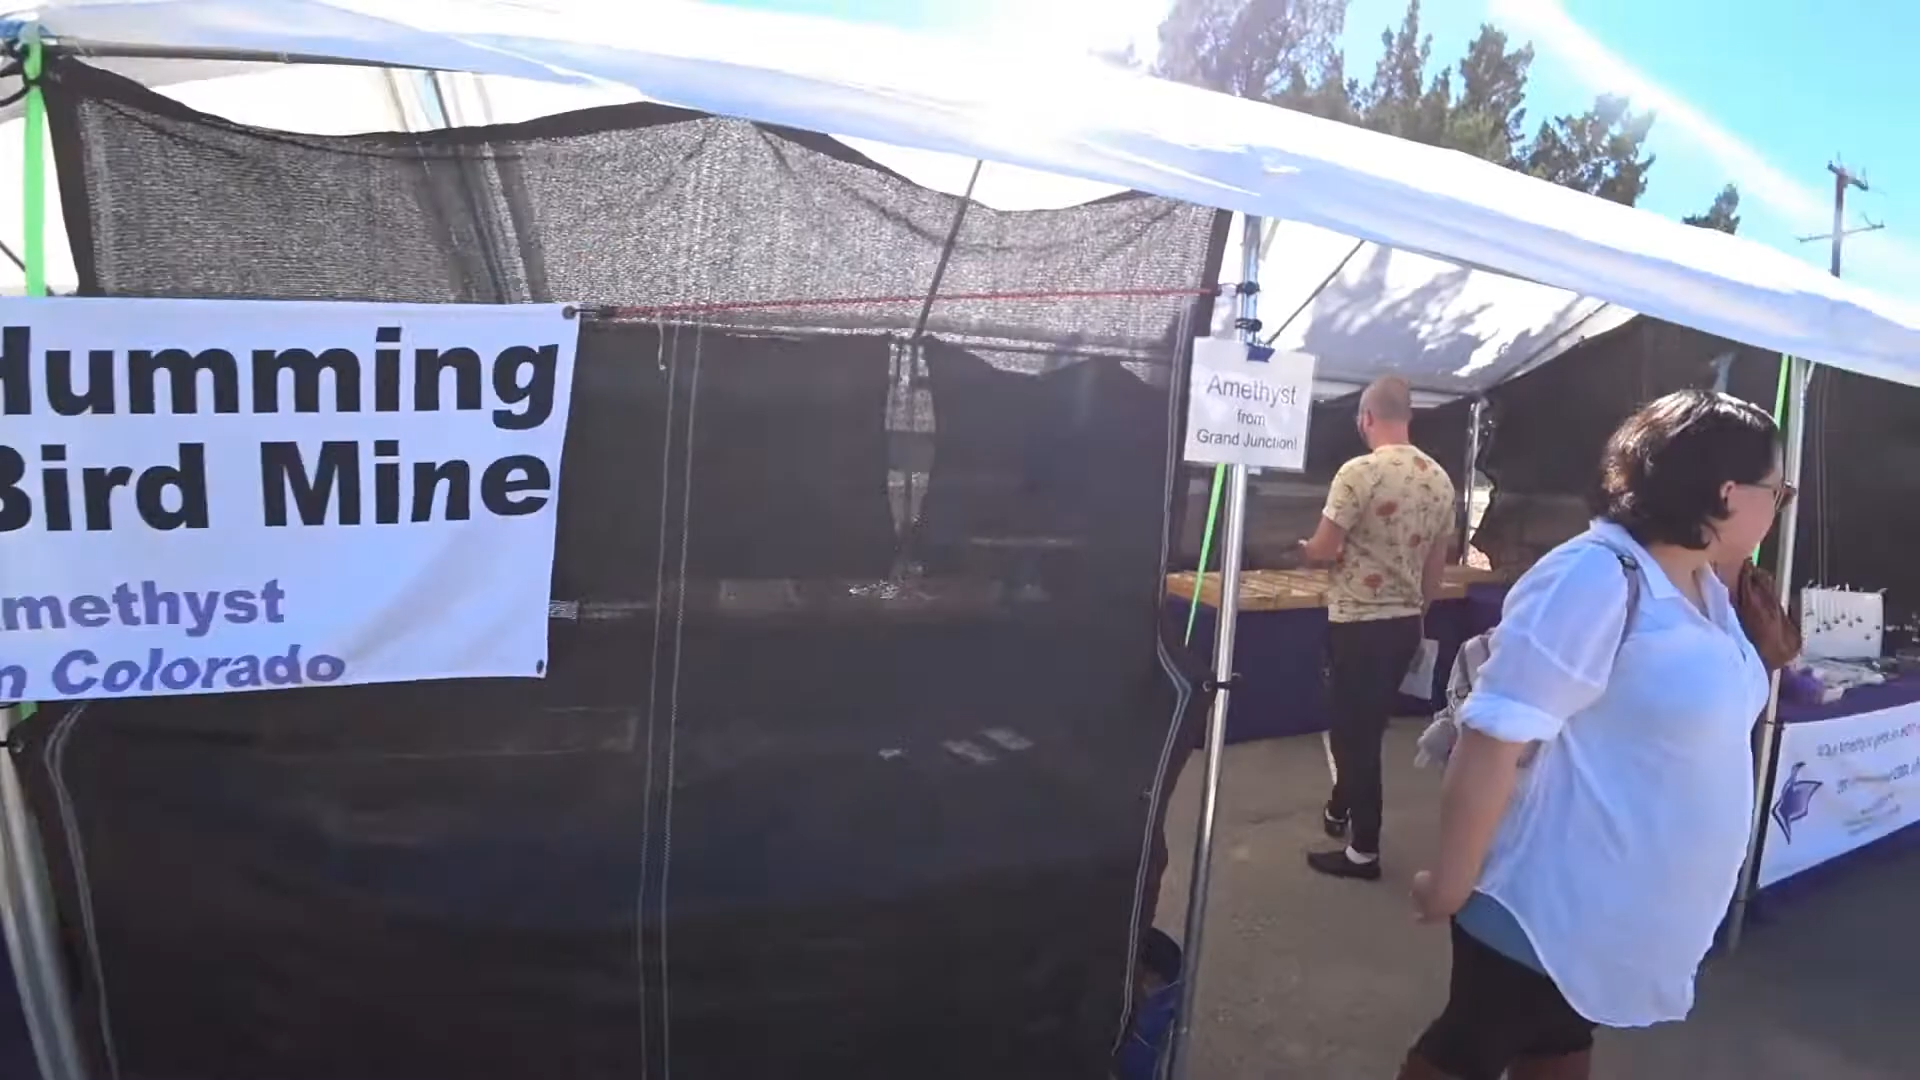 Humming
Bird Mine
methyst
n Colorado
Amethyst
from
Grand Junction!